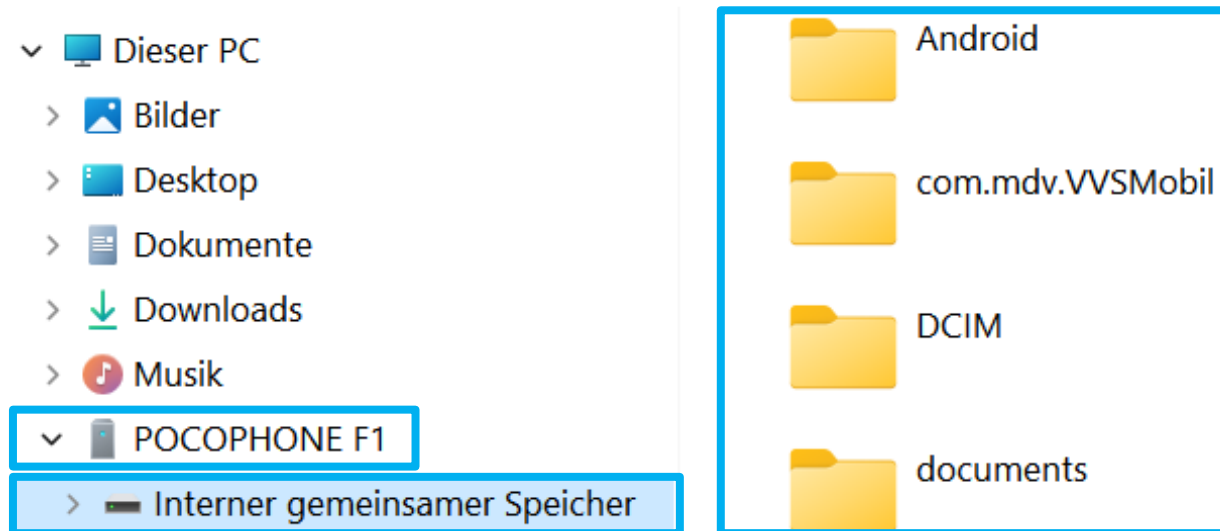 Dieser PC
Bilder
Desktop
Dokumente
Downloads
Musik
POCOPHONE F1
Interner gemeinsamer Speicher
Android
com.mdv.VVSMobil
DCIM
documents